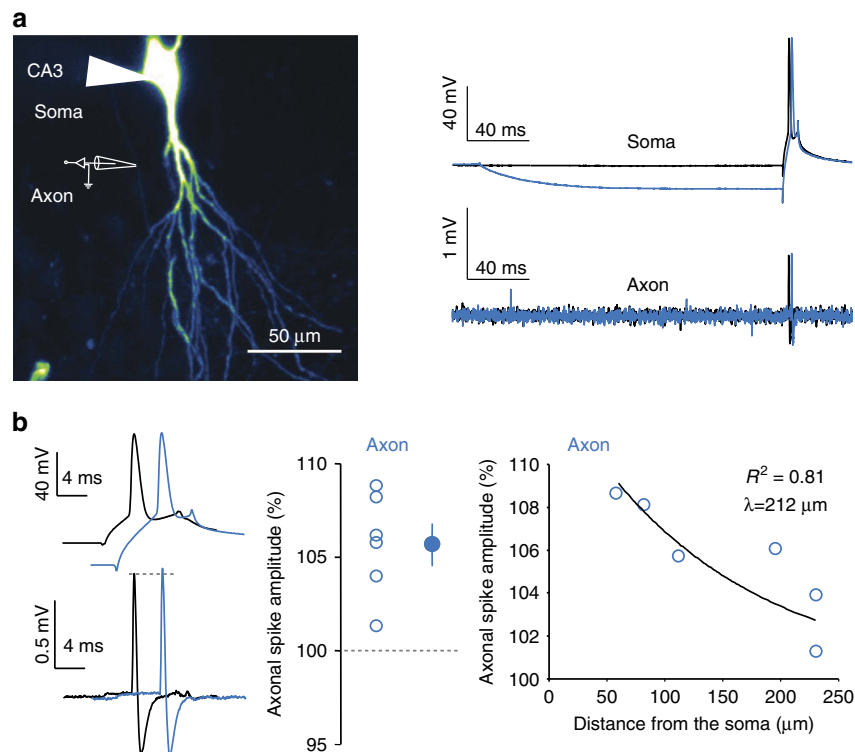 a
CA3
Soma
Axon
50 μm
40 mV
40 ms
Soma
1 mV
40 ms
Axon
b
40 mV
4 ms
0.5 mV
4 ms
Axon
Axonal spike amplitude (%)
110
105
100
95
Axon
Axonal spike amplitude (%)
110
108
106
104
102
100
0
50
100
150
200
250
Distance from the soma (μm)
R² = 0.81
λ=212 μm